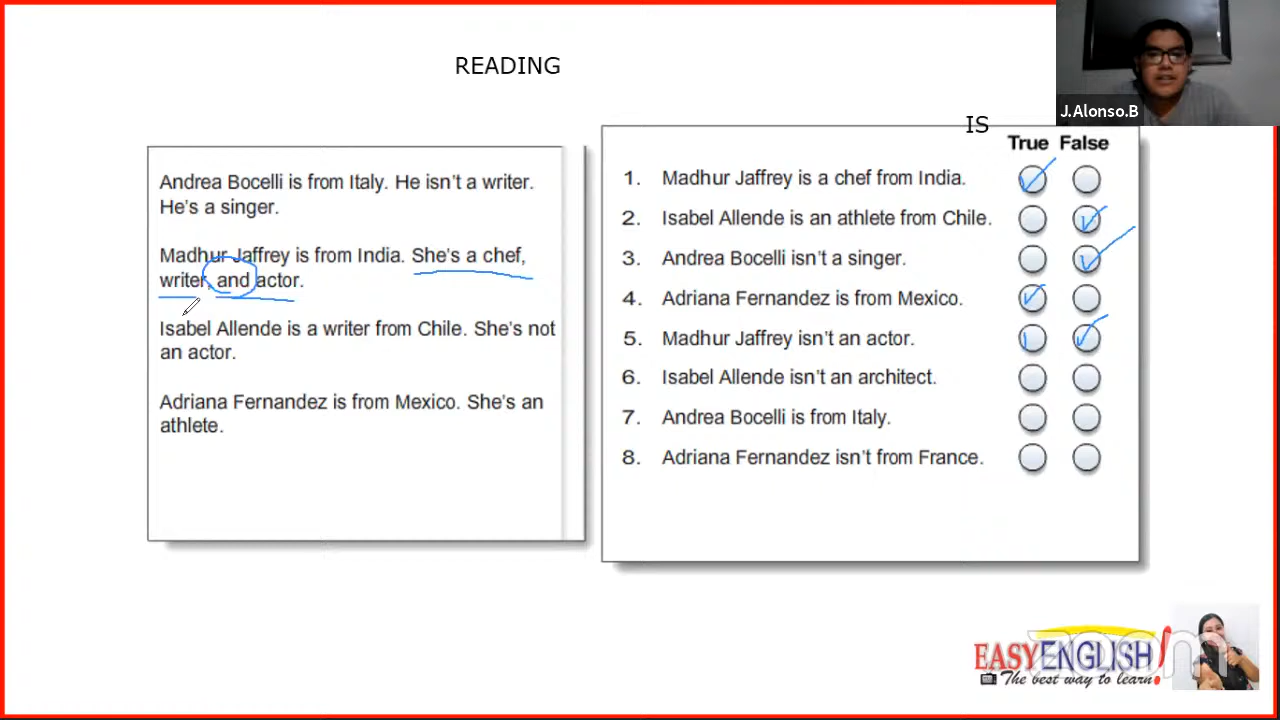 READING
J.Alonso.B
IS
True False
Andrea Bocelli is from Italy. He isn't a writer.
He's a singer.
Madhur Jaffrey is from India. She's a chef,
writer, and actor.
Isabel Allende is a writer from Chile. She's not
an actor.
Adriana Fernandez is from Mexico. She's an
athlete.
1. Madhur Jaffrey is a chef from India.
2. Isabel Allende is an athlete from Chile.
3. Andrea Bocelli isn't a singer.
4. Adriana Fernandez is from Mexico.
5. Madhur Jaffrey isn't an actor.
6. Isabel Allende isn't an architect.
7. Andrea Bocelli is from Italy.
8. Adriana Fernandez isn't from France.
EASYENGLISH!
The best way to learn!
zoom